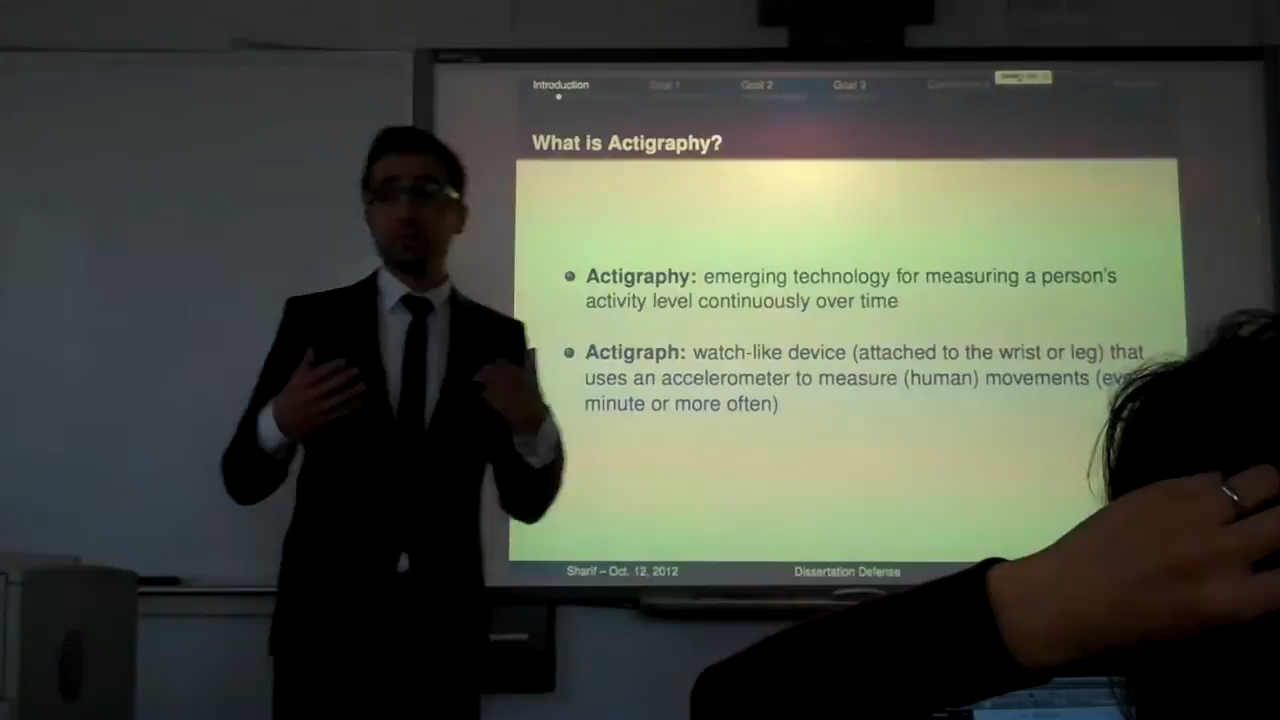 Introduction Goal 1 Goal 2 Goal 3
What is Actigraphy?
Actigraphy: emerging technology for measuring a person's
activity level continuously over time
Actigraph: watch-like device (attached to the wrist or leg) that
uses an accelerometer to measure (human) movements
minute or more often)
Sharif – Oct. 12, 2012 Dissertation Defense